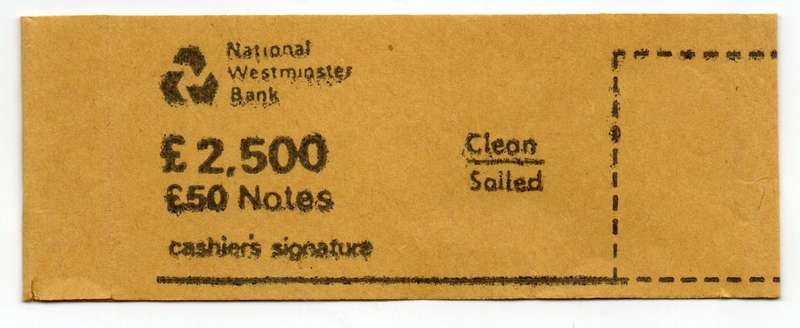 National
Westminster
Bank
£2,500
£50 Notes
cashier's signature
Clean
Soiled